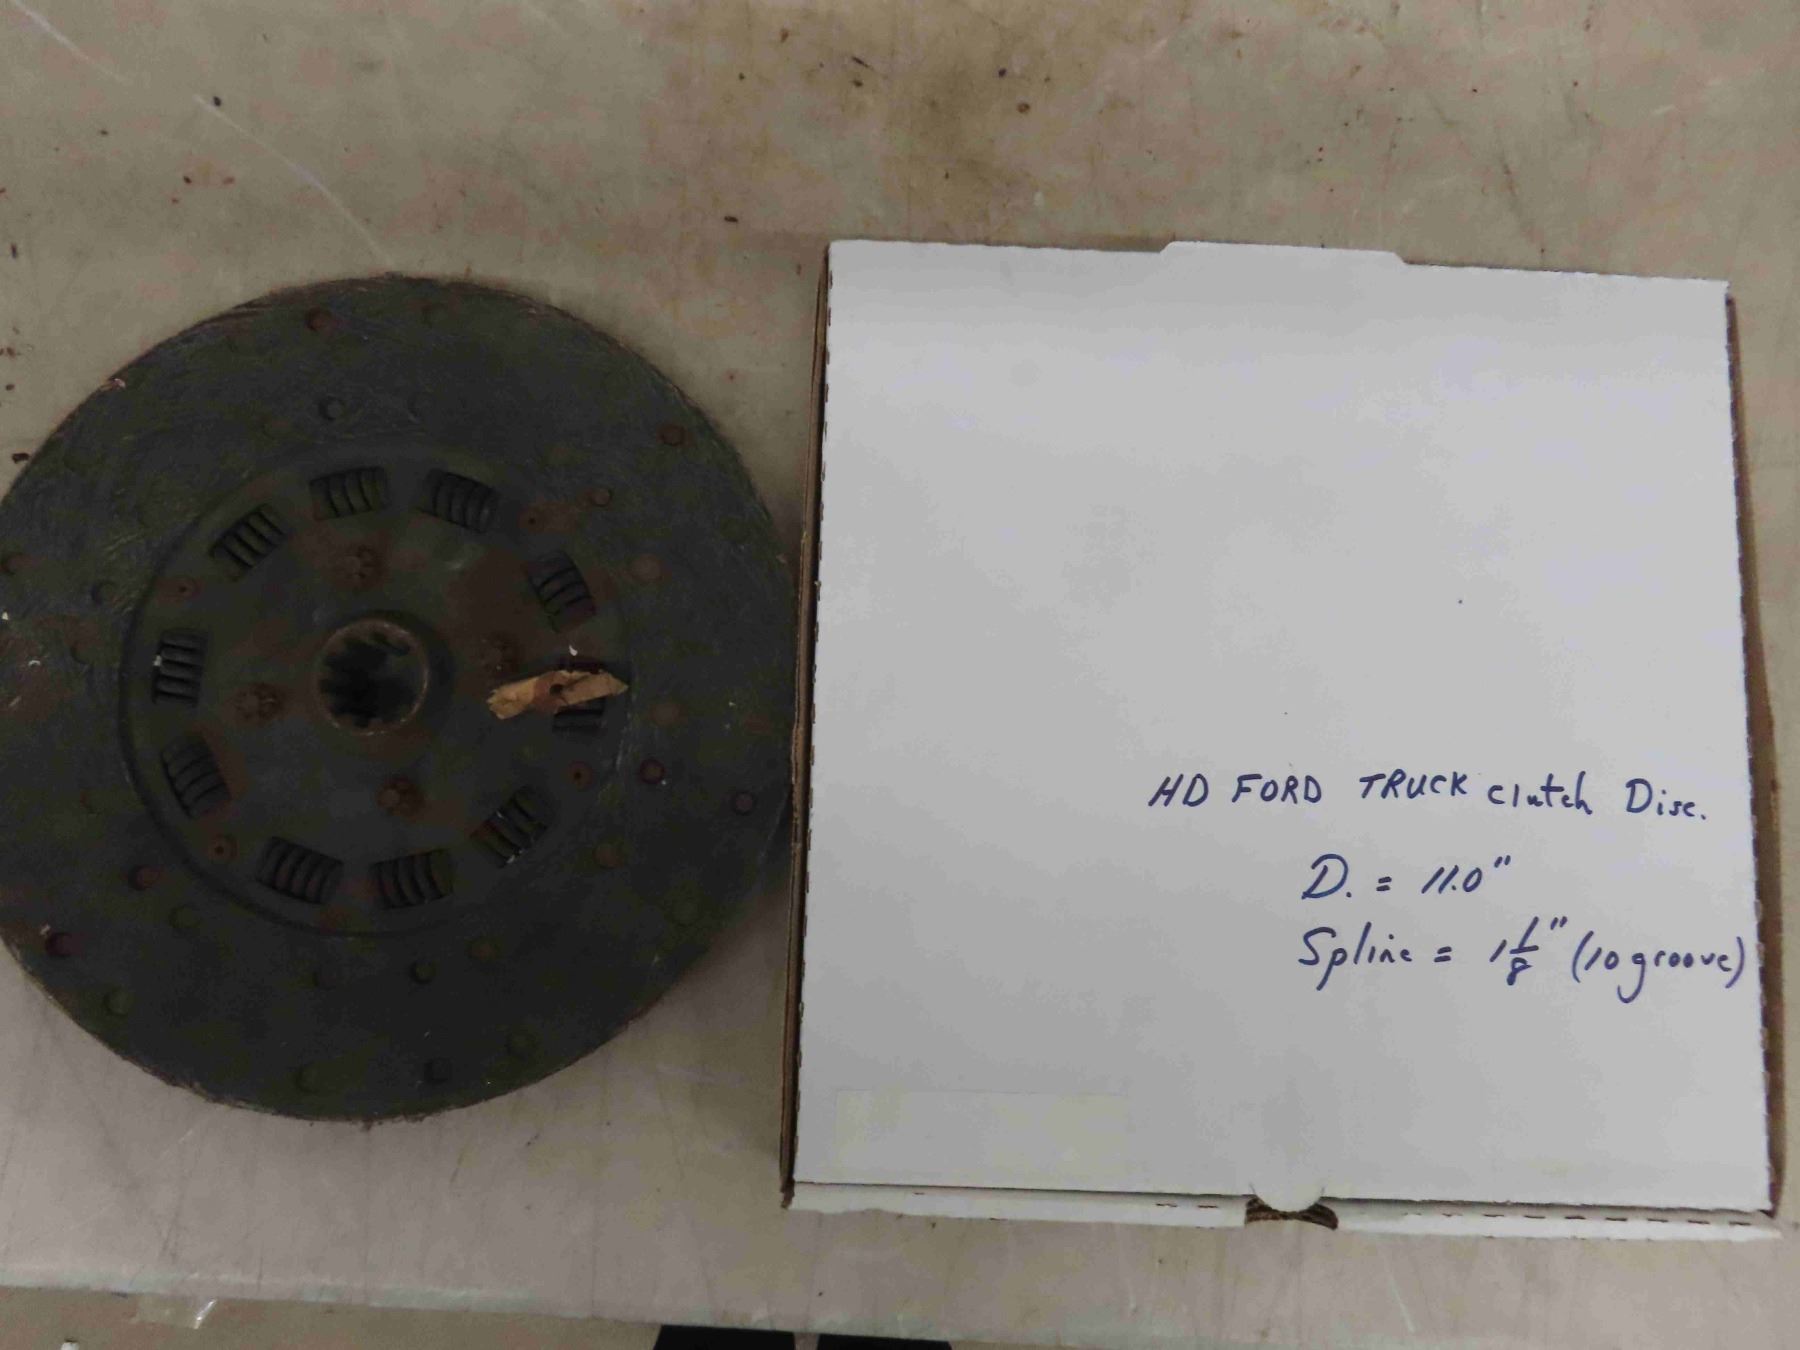 HD FORD TRUCK clutch Disc.
D. = 11.0"
Spline = 1 1/8" (10 groove)